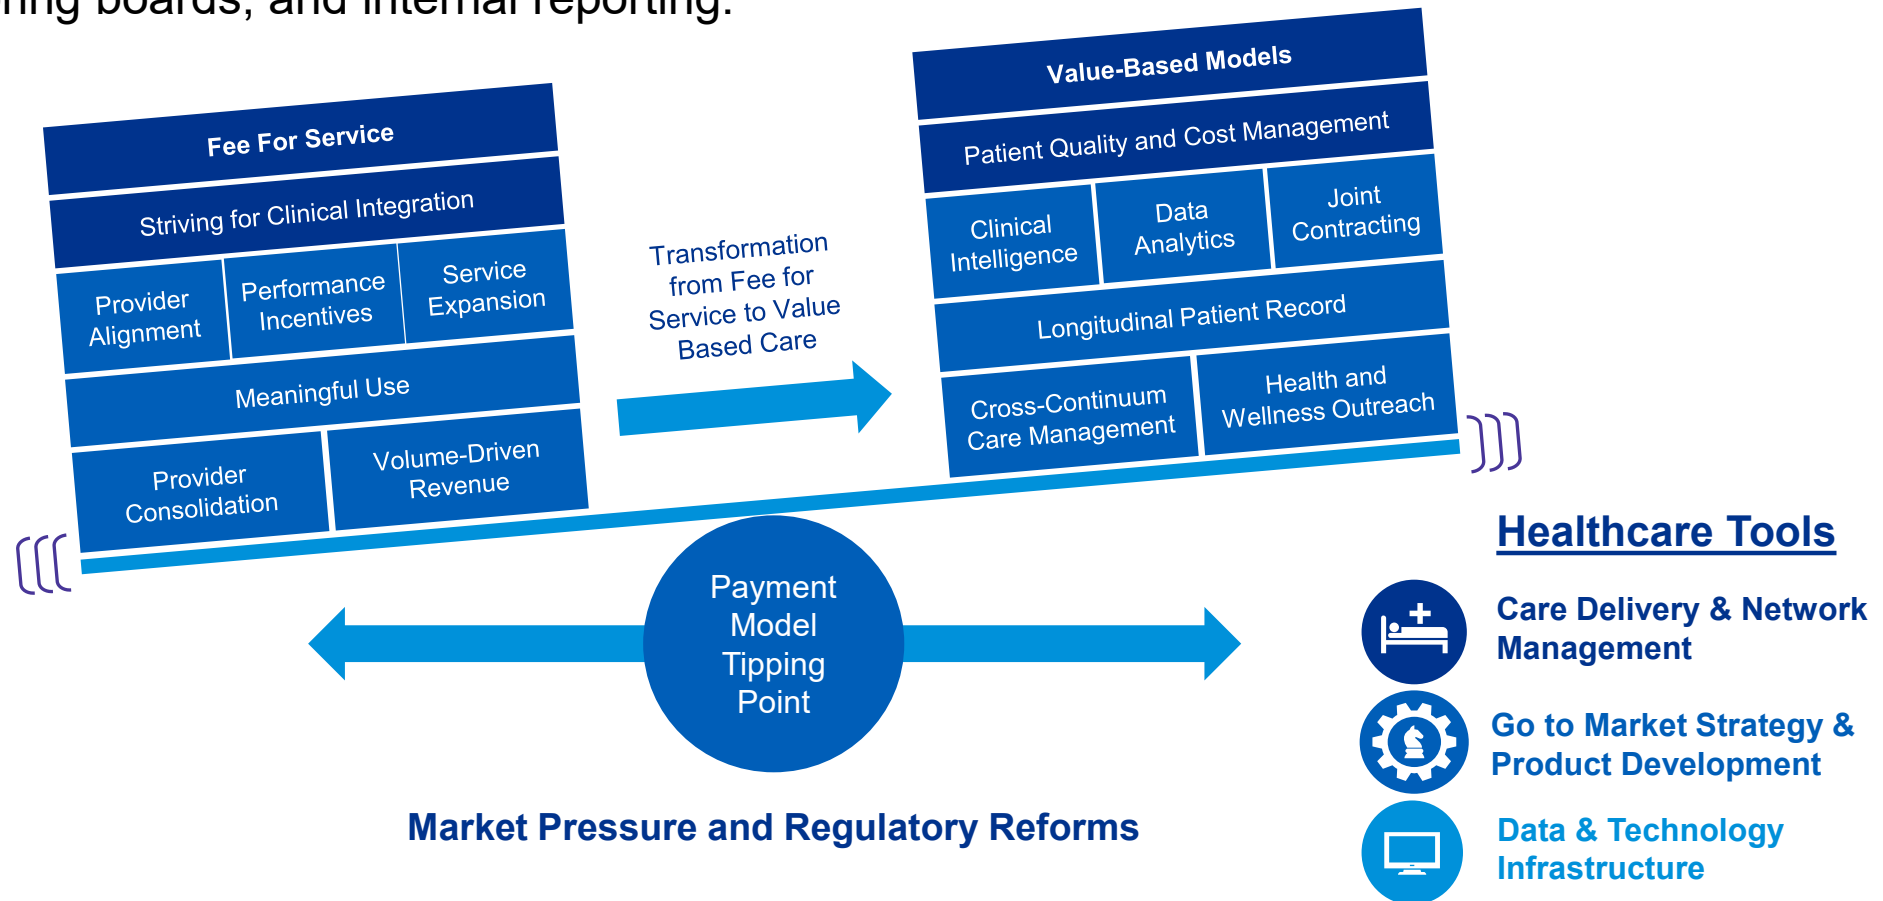 boards, and internal reporting.
Fee For Service
Striving for Clinical Integration
Provider
Alignment
Performance
Incentives
Service
Expansion
Meaningful Use
Provider
Consolidation
Volume-Driven
Revenue
Transformation
from Fee for
Service to Value
Based Care
Value-Based Models
Patient Quality and Cost Management
Clinical
Intelligence
Data
Analytics
Joint
Contracting
Longitudinal Patient Record
Cross-Continuum
Care Management
Health and
Wellness Outreach
Payment
Model
Tipping
Point
Market Pressure and Regulatory Reforms
Healthcare Tools
Care Delivery & Network
Management
Go to Market Strategy &
Product Development
Data & Technology
Infrastructure